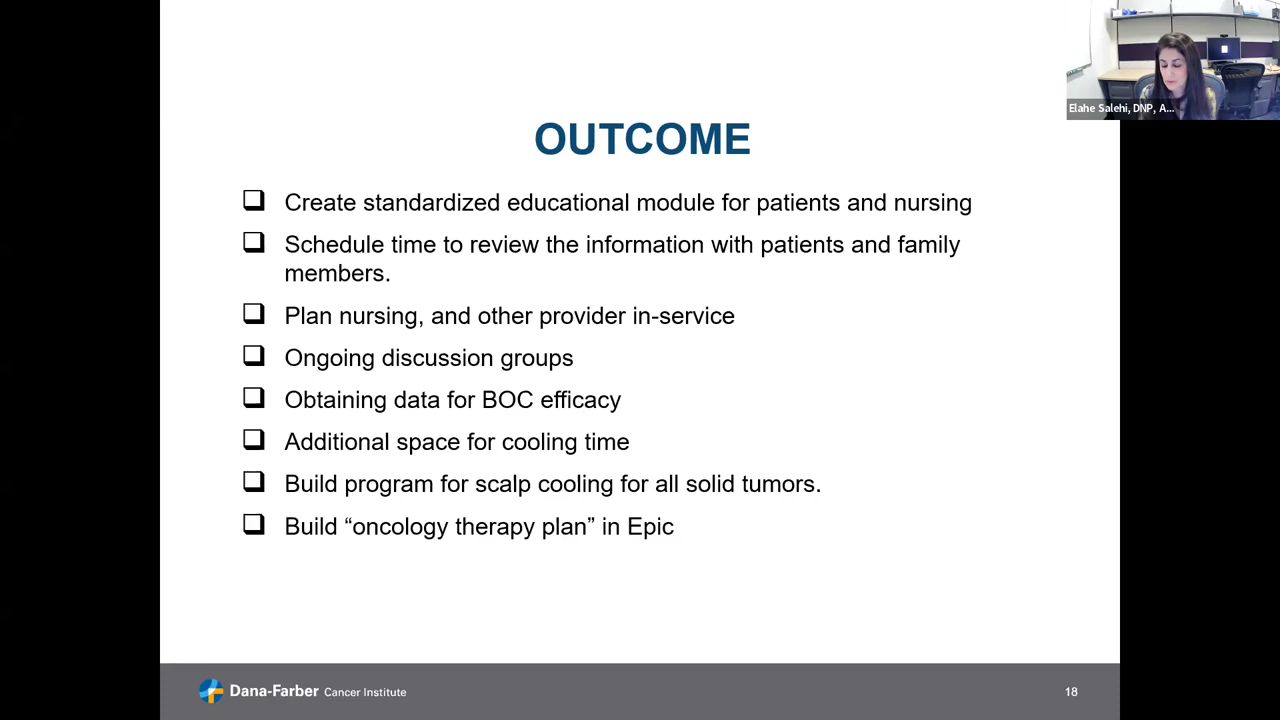 Elahe Salehi, DNP, A...
OUTCOME
Create standardized educational module for patients and nursing
Schedule time to review the information with patients and family
members.
Plan nursing, and other provider in-service
Ongoing discussion groups
Obtaining data for BOC efficacy
Additional space for cooling time
Build program for scalp cooling for all solid tumors.
Build “oncology therapy plan” in Epic
Dana-Farber Cancer Institute
18